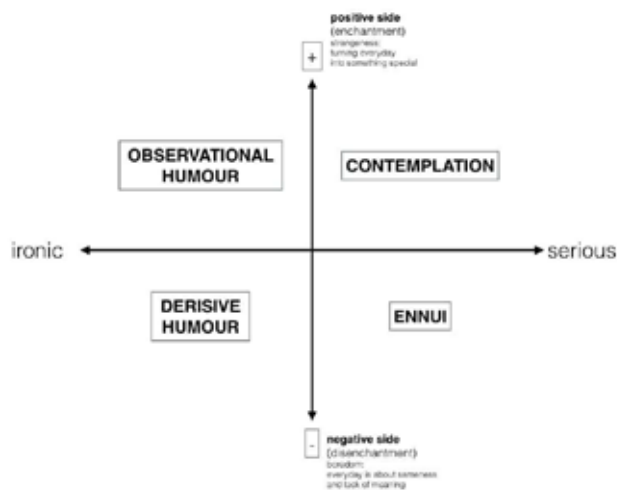 positive side
(enchantment)
strangeness:
turning everyday
into something special
+
OBSERVATIONAL
HUMOUR
CONTEMPLATION
ironic
serious
DERISIVE
HUMOUR
ENNUI
-
negative side
(disenchantment)
boredom:
everyday is about sameness
and lack of meaning